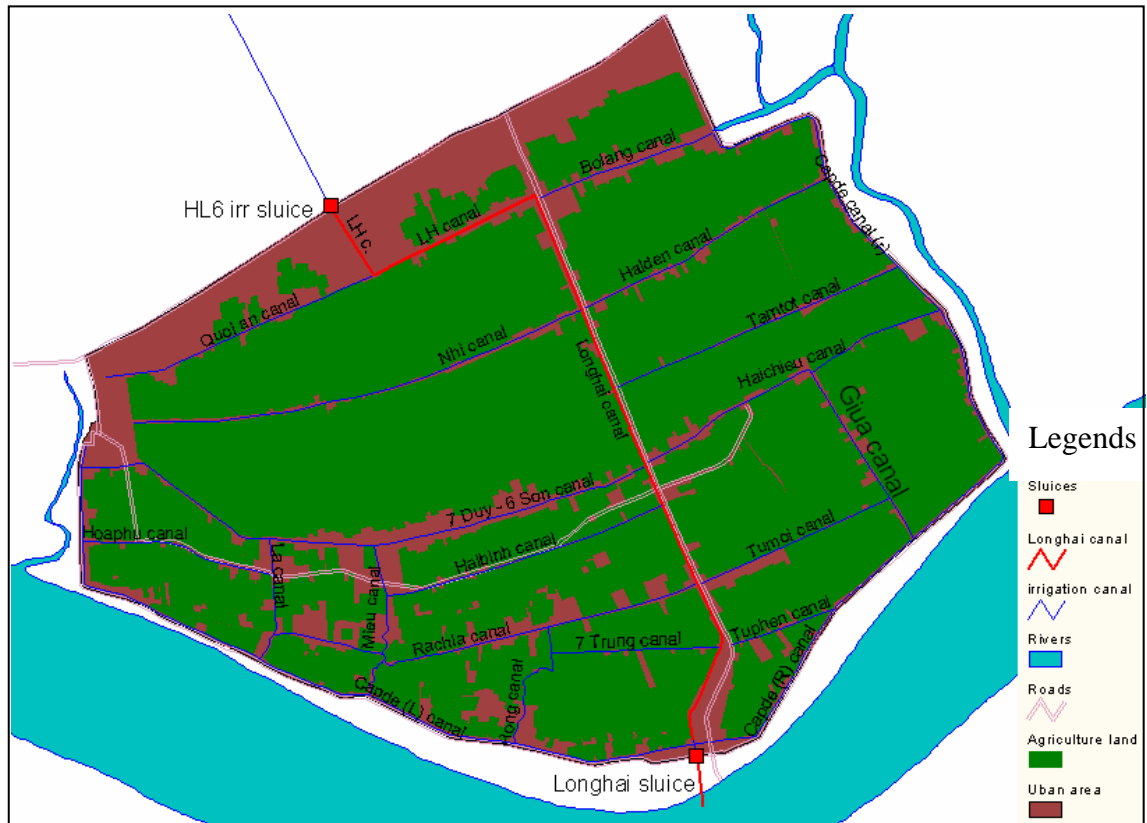 Bolang canal
Capde canal (r)
HL6 irr sluice
LH c.
LH canal
Halden canal
Quoi an canal
Nhi canal
Longhai canal
Tamtot canal
Haichieu canal
Giua canal
Legends
Sluices
Longhai canal
irrigation canal
Rivers
Roads
Agriculture land
Uban area
7 Duy - 6 Son canal
Hoaphu canal
Haibinh canal
La canal
Mieu Canal
Tumoi canal
Rachla canal
7 Trung canal
Tuphen canal
Capde (L) canal
Rong canal
Capde (R) canal
Longhai sluice